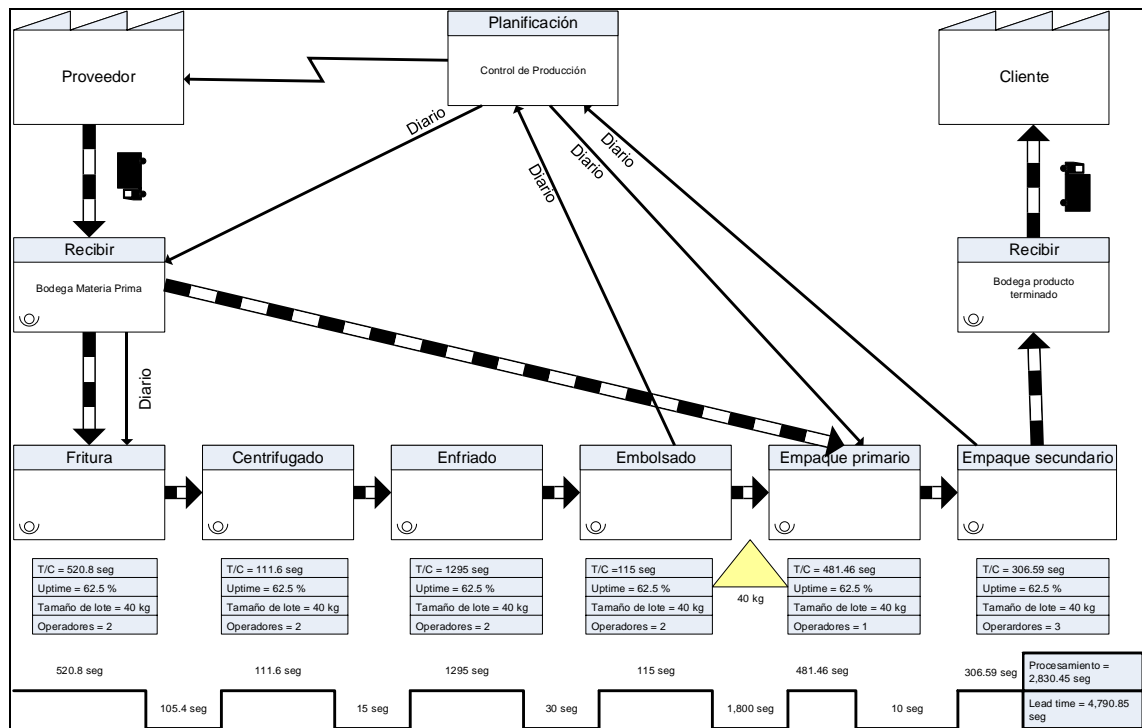 Planificación
Control de Producción
Proveedor
Cliente
Diario
Diario
Diario
Diario
Recibir
Bodega Materia Prima
Recibir
Bodega producto
terminado
Diario
Fritura
Centrifugado
Enfriado
Embolsado
Empaque primario
Empaque secundario
T/C = 520.8 seg
Uptime = 62.5 %
Tamaño de lote = 40 kg
Operadores = 2
T/C = 111.6 seg
Uptime = 62.5 %
Tamaño de lote = 40 kg
Operadores = 2
T/C = 1295 seg
Uptime = 62.5 %
Tamaño de lote = 40 kg
Operadores = 2
T/C =115 seg
Uptime = 62.5 %
Tamaño de lote = 40 kg
Operadores = 2
40 kg
T/C = 481.46 seg
Uptime = 62.5 %
Tamaño de lote = 40 kg
Operadores = 1
T/C = 306.59 seg
Uptime = 62.5 %
Tamaño de lote = 40 kg
Operardores = 3
520.8 seg
111.6 seg
1295 seg
115 seg
481.46 seg
306.59 seg
Procesamiento =
2,830.45 seg
105.4 seg
15 seg
30 seg
1,800 seg
10 seg
Lead time = 4,790.85
seg